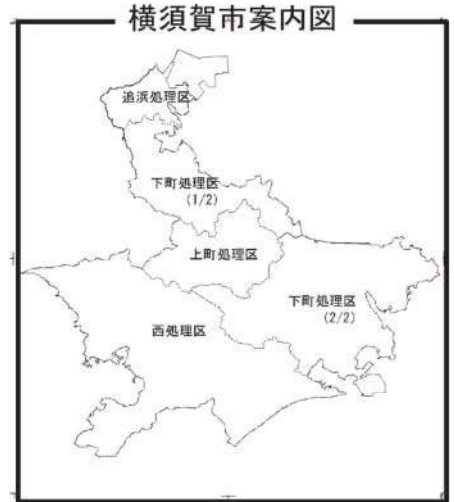 横須賀市案内図
追浜処理区
下町処理区
(1/2)
上町処理区
下町処理区
(2/2)
西処理区